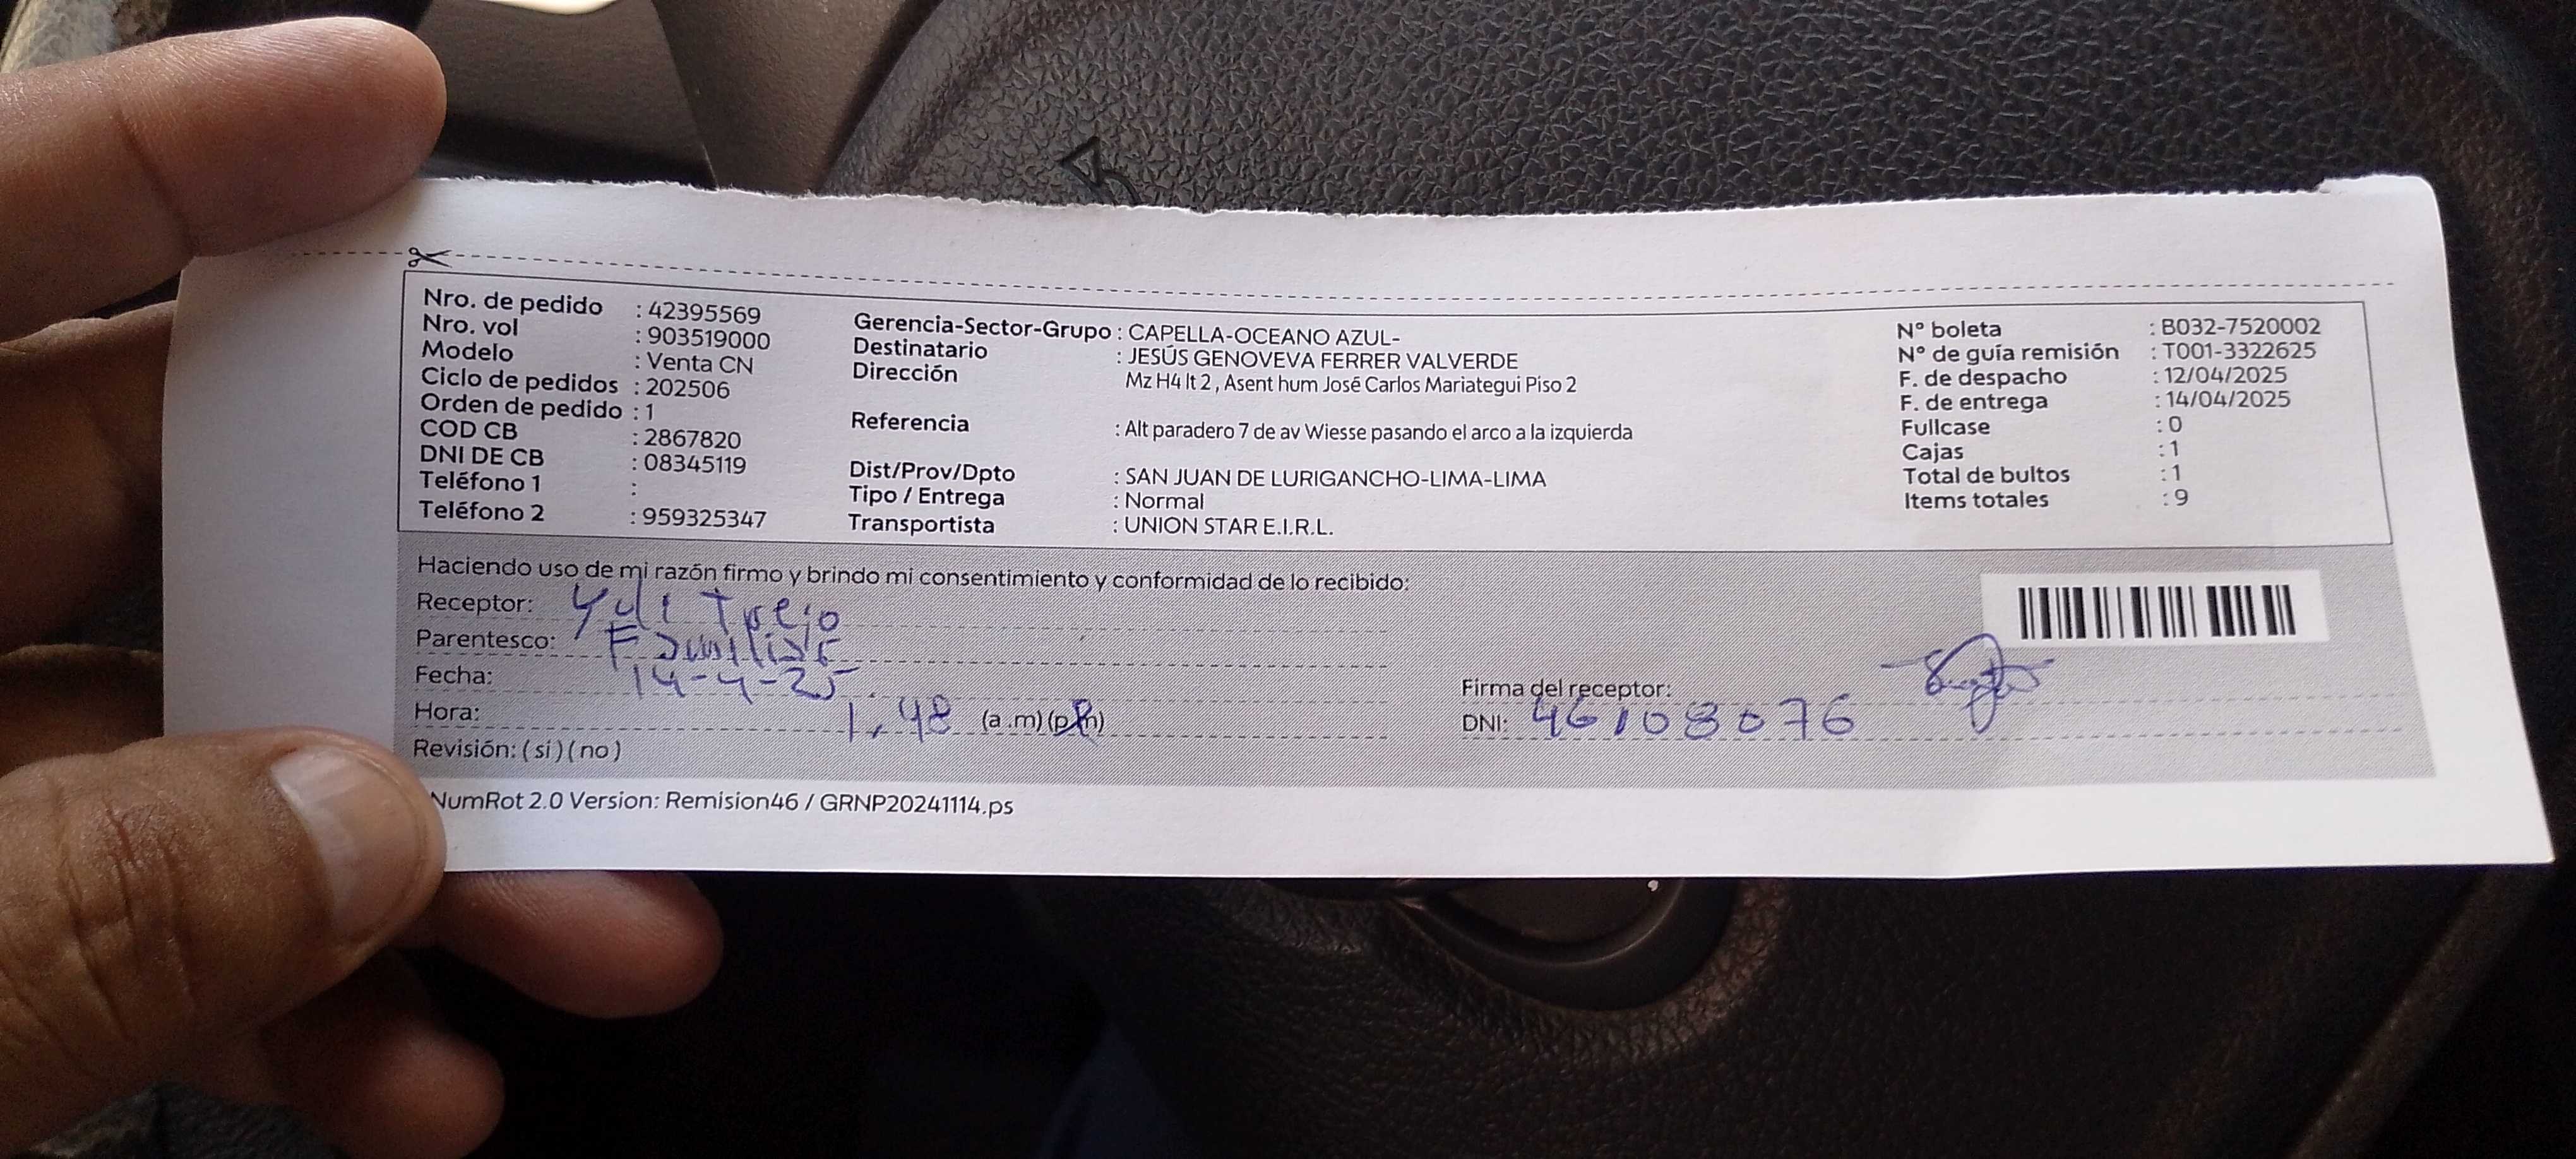 Nro. de pedido : 42395569
Nro. vol : 903519000
Modelo : Venta CN
Ciclo de pedidos : 202506
Orden de pedido : 1
COD CB : 2867820
DNI DE CB : 08345119
Teléfono 1 :
Teléfono 2 : 959325347
Gerencia-Sector-Grupo : CAPELLA-OCEANO AZUL-
Destinatario : JESÚS GENOVEVA FERRER VALVERDE
Dirección Mz H4 lt 2 , Asent hum José Carlos Mariategui Piso 2
Referencia : Alt paradero 7 de av Wiesse pasando el arco a la izquierda
Dist/Prov/Dpto : SAN JUAN DE LURIGANCHO-LIMA-LIMA
Tipo / Entrega : Normal
Transportista : UNION STAR E.I.R.L.
N° boleta : B032-7520002
N° de guía remisión : T001-3322625
F. de despacho : 12/04/2025
F. de entrega : 14/04/2025
Fullcase : 0
Cajas : 1
Total de bultos : 1
Items totales : 9
Haciendo uso de mi razón firmo y brindo mi consentimiento y conformidad de lo recibido:
Receptor: Yuli Trejo
Parentesco: Familiar
Fecha: 14-4-25
Hora: 1.48 (a .m) (p.m)
Revisión: ( si ) ( no )
Firma del receptor:
DNI: 46108076
NumRot 2.0 Version: Remision46 / GRNP20241114.ps